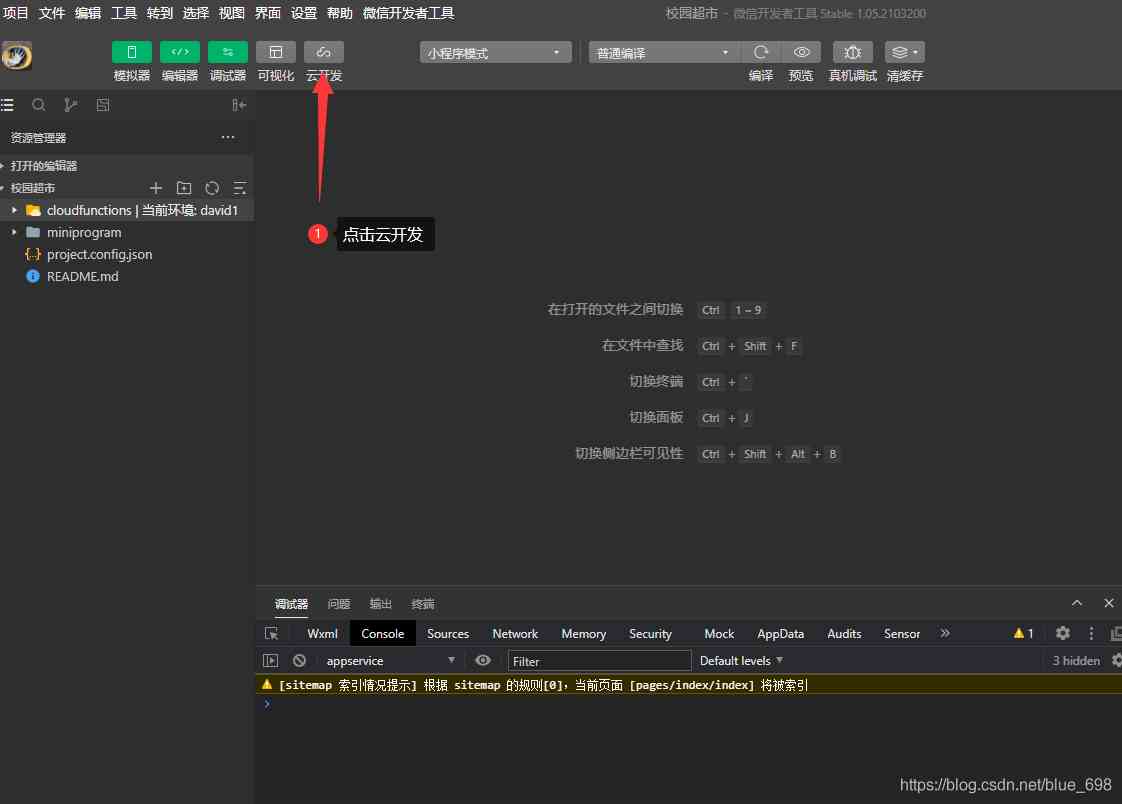 项目 文件 编辑 工具 转到 选择 视图 界面 设置 帮助 微信开发者工具 校园超市 - 微信开发者工具 Stable 1.05.2103200
小程序模式 普通编译
模拟器 编辑器 调试器 可视化 云开发 编译 预览 真机调试 清缓存
资源管理器
打开的编辑器
校园超市
cloudfunctions | 当前环境: david1
miniprogram
project.config.json
README.md
1 点击云开发
在打开的文件之间切换 Ctrl 1 ~ 9
在文件中查找 Ctrl + Shift + F
切换终端 Ctrl + `
切换面板 Ctrl + J
切换侧边栏可见性 Ctrl + Shift + Alt + B
调试器 问题 输出 终端
Wxml Console Sources Network Memory Security Mock AppData Audits Sensor » 1
appservice Filter Default levels 3 hidden
[sitemap 索引情况提示] 根据 sitemap 的规则[0]，当前页面 [pages/index/index] 将被索引
>
https://blog.csdn.net/blue_698